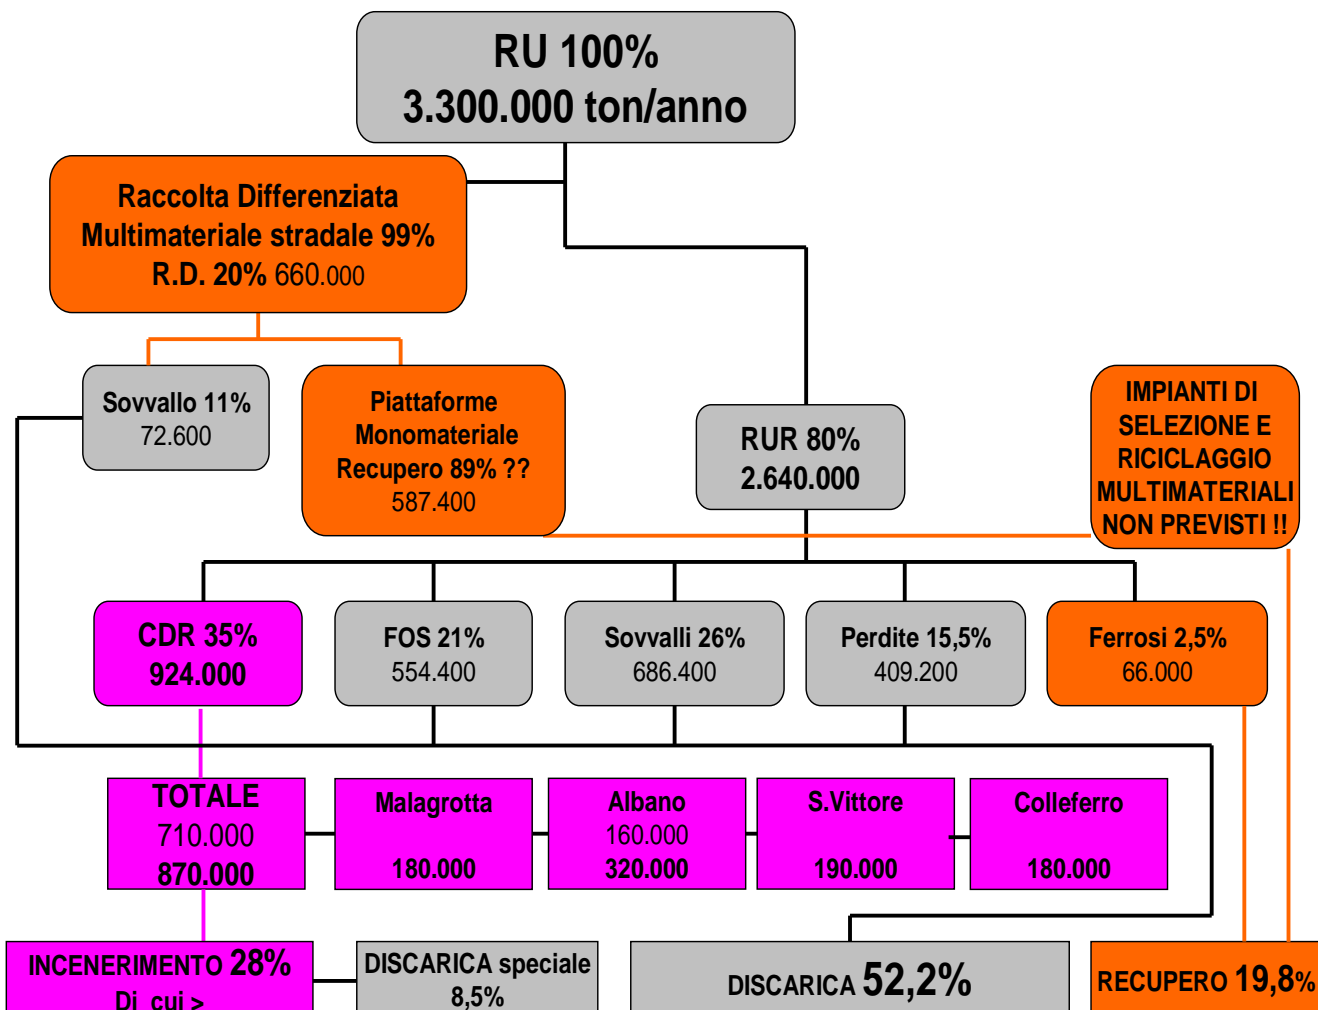 RU 100%
3.300.000 ton/anno
Raccolta Differenziata
Multimateriale stradale 99%
R.D. 20% 660.000
Sovvallo 11%
72.600
Piattaforme
Monomateriale
Recupero 89% ??
587.400
RUR 80%
2.640.000
IMPIANTI DI
SELEZIONE E
RICICLAGGIO
MULTIMATERIALI
NON PREVISTI !!
CDR 35%
924.000
FOS 21%
554.400
Sovvalli 26%
686.400
Perdite 15,5%
409.200
Ferrosi 2,5%
66.000
TOTALE
710.000
870.000
Malagrotta
180.000
Albano
160.000
320.000
S.Vittore
190.000
Colleferro
180.000
INCENERIMENTO 28%
Di cui >
DISCARICA speciale
8,5%
DISCARICA 52,2%
RECUPERO 19,8%